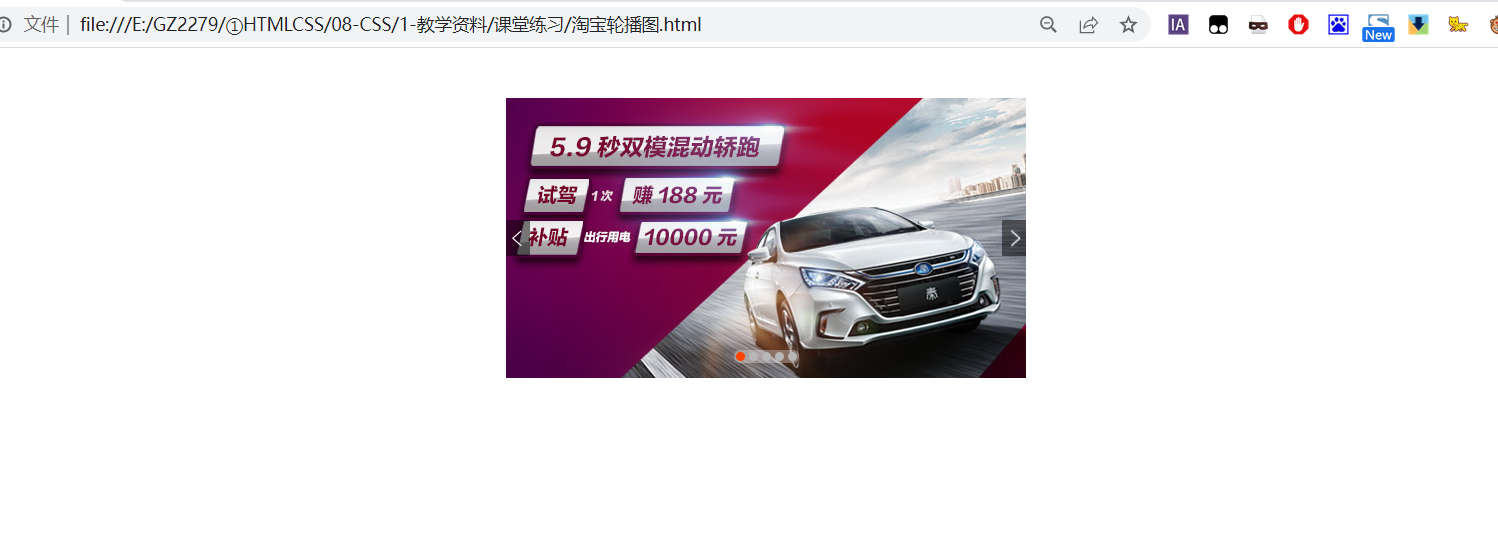 文件 | file:///E:/GZ2279/①HTMLCSS/08-CSS/1-教学资料/课堂练习/淘宝轮播图.html
IA
New
5.9 秒双模混动轿跑
试驾 1次 赚 188 元
补贴 出行用电 10000 元
秦